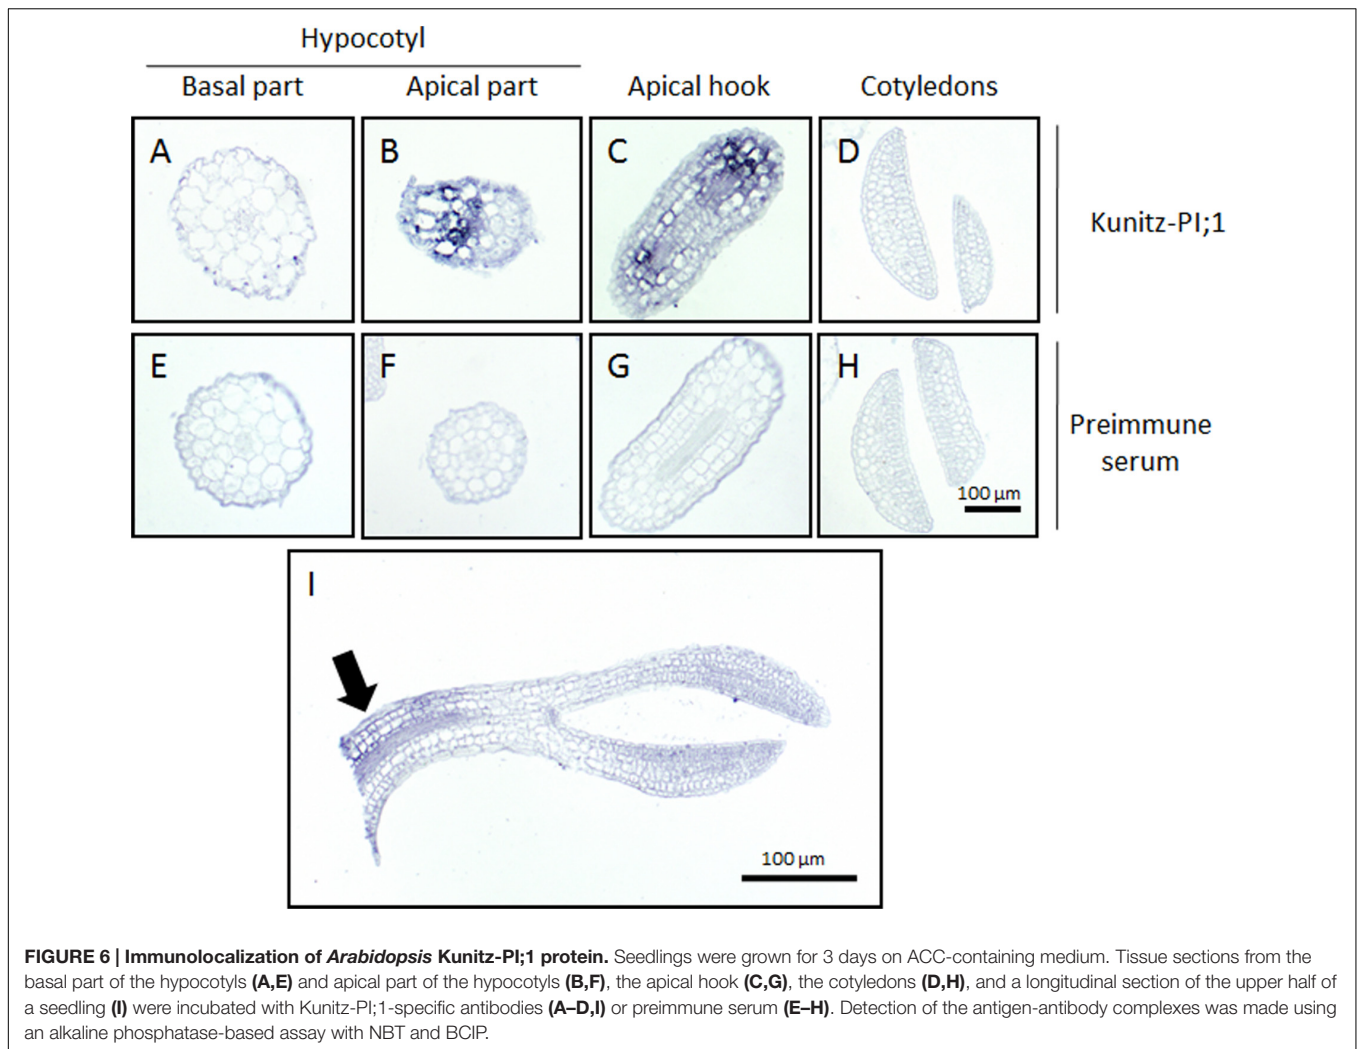 Hypocotyl
Basal part Apical part Apical hook Cotyledons
A B C D
Kunitz-PI;1
E F G H
Preimmune
serum
100 µm
I
100 µm
FIGURE 6 | Immunolocalization of Arabidopsis Kunitz-PI;1 protein. Seedlings were grown for 3 days on ACC-containing medium. Tissue sections from the
basal part of the hypocotyls (A,E) and apical part of the hypocotyls (B,F), the apical hook (C,G), the cotyledons (D,H), and a longitudinal section of the upper half of
a seedling (I) were incubated with Kunitz-PI;1-specific antibodies (A–D,I) or preimmune serum (E–H). Detection of the antigen-antibody complexes was made using
an alkaline phosphatase-based assay with NBT and BCIP.